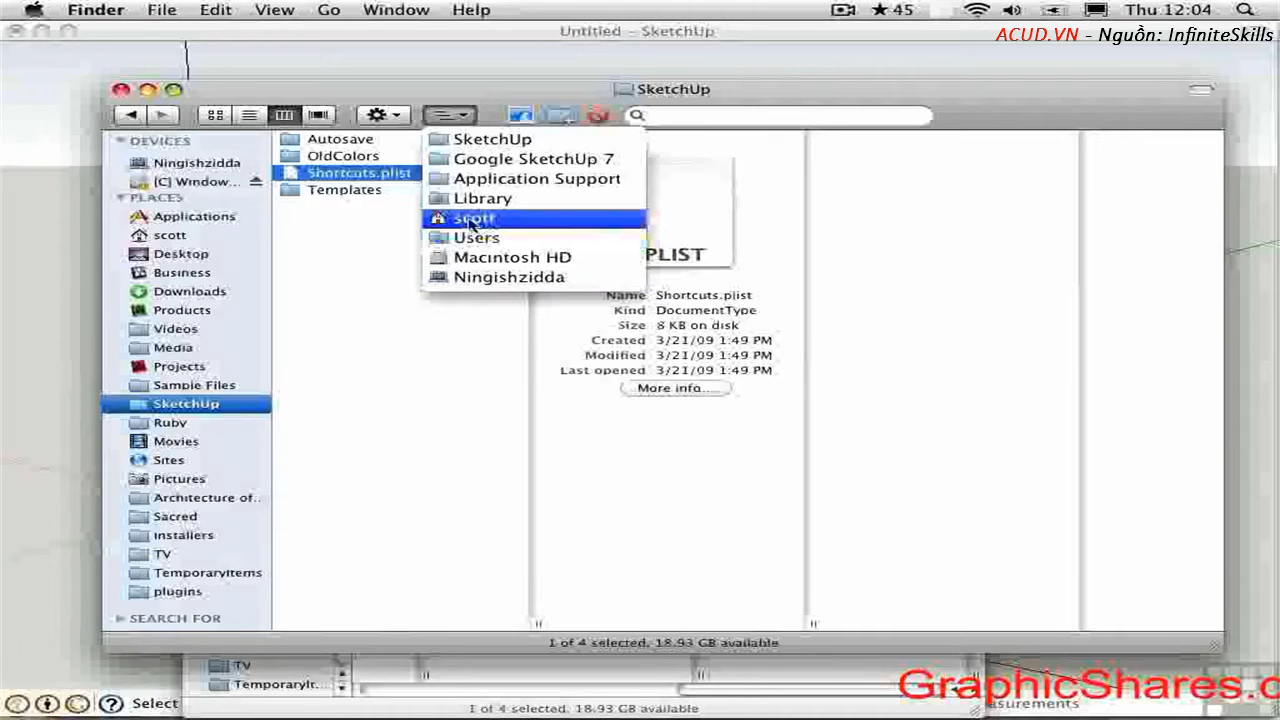 Finder File Edit View Go Window Help ★ 45 Thu 12:04
Untitled - SketchUp
ACUD.VN - Nguồn: InfiniteSkills
SketchUp
DEVICES
Ningishzidda
[C] Window...
PLACES
Applications
scott
Desktop
Business
Downloads
Products
Videos
Media
Projects
Sample Files
SketchUp
Ruby
Movies
Sites
Pictures
Architecture of..
Sacred
Installers
TV
TemporaryItems
plugins
SEARCH FOR
Autosave
OldColors
Shortcuts.plist
Templates
SketchUp
Google SketchUp 7
Application Support
Library
scott
Users
Macintosh HD
Ningishzidda
PLIST
Name Shortcuts.plist
Kind DocumentType
Size 8 KB on disk
Created 3/21/09 1:49 PM
Modified 3/21/09 1:49 PM
Last opened 3/21/09 1:49 PM
More info...
1 of 4 selected, 18.93 GB available
TV
TemporaryIt...
GraphicShares.c
Select
1 of 4 selected, 18.93 GB available
asurements